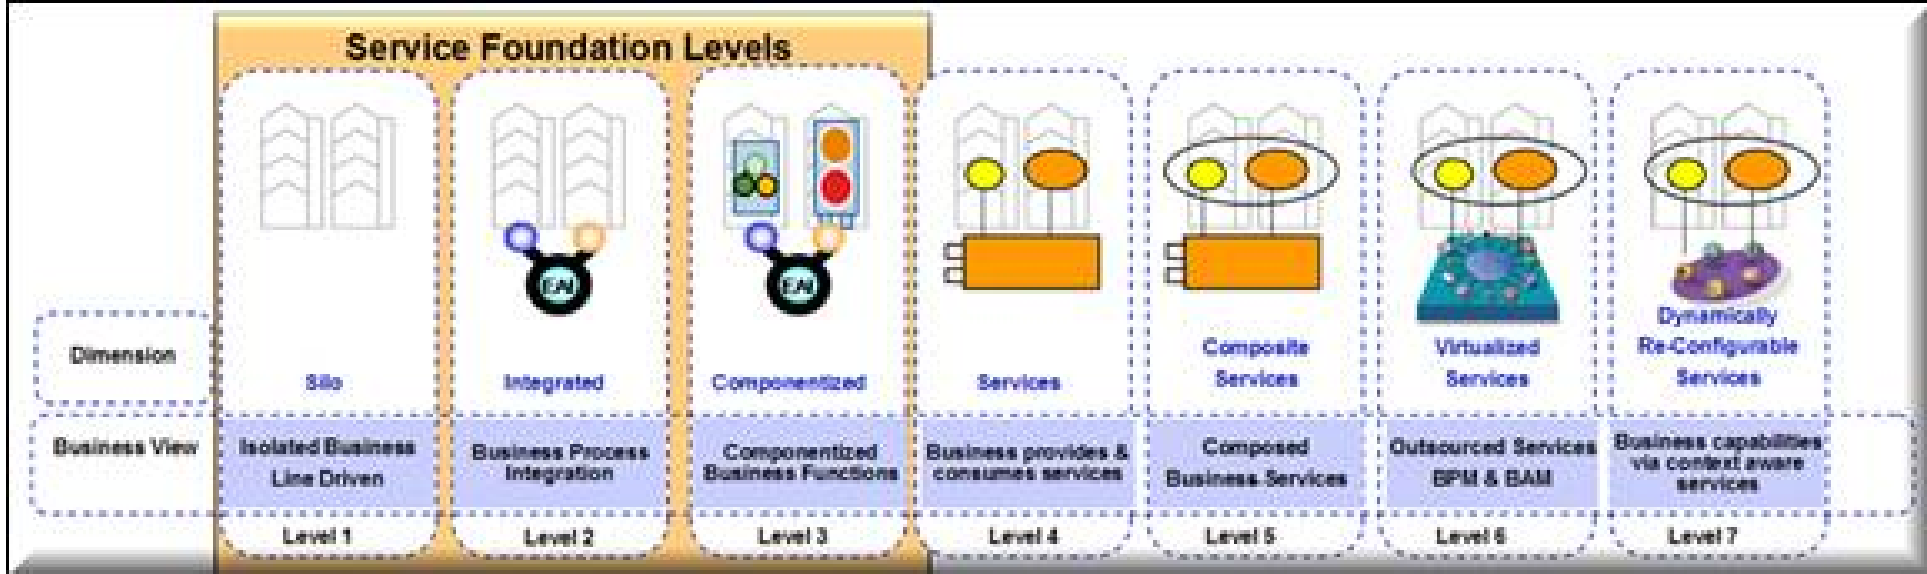 Service Foundation Levels
EAI
EAI
Dimension
Silo
Integrated
Componentized
Services
Composite
Services
Virtualized
Services
Dynamically
Re-Configurable
Services
Business View
Isolated Business
Line Driven
Business Process
Integration
Componentized
Business Functions
Business provides &
consumes services
Composed
Business Services
Outsourced Services
BPM & BAM
Business capabilities
via context aware
services
Level 1
Level 2
Level 3
Level 4
Level 5
Level 6
Level 7